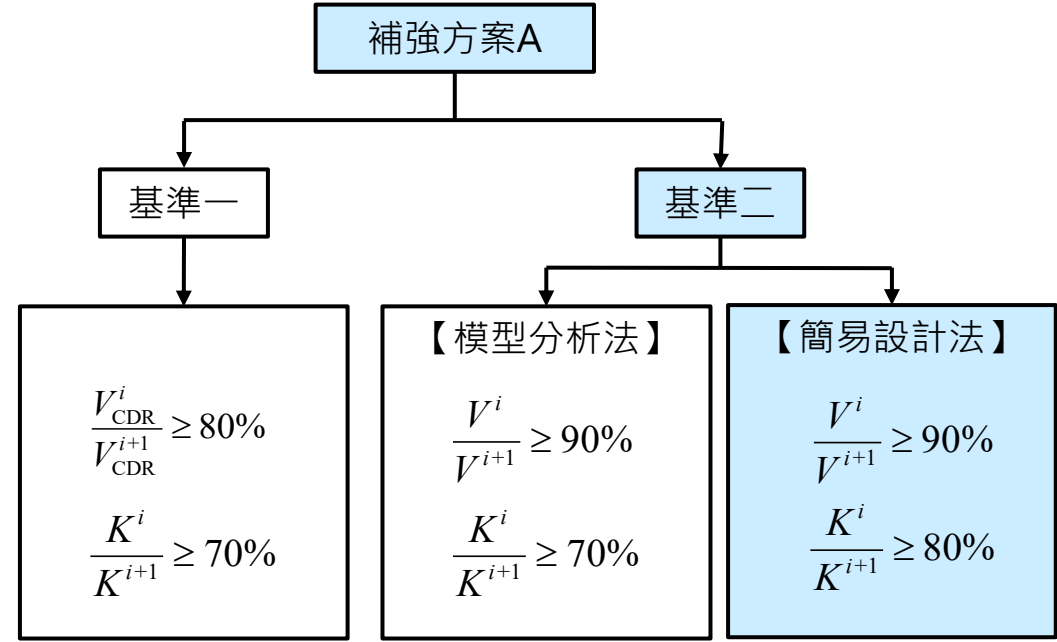 補強方案A
基準一
基準二
V^i_CDR / V^{i+1}_CDR ≥ 80%
K^i / K^{i+1} ≥ 70%
【模型分析法】
V^i / V^{i+1} ≥ 90%
K^i / K^{i+1} ≥ 70%
【簡易設計法】
V^i / V^{i+1} ≥ 90%
K^i / K^{i+1} ≥ 80%